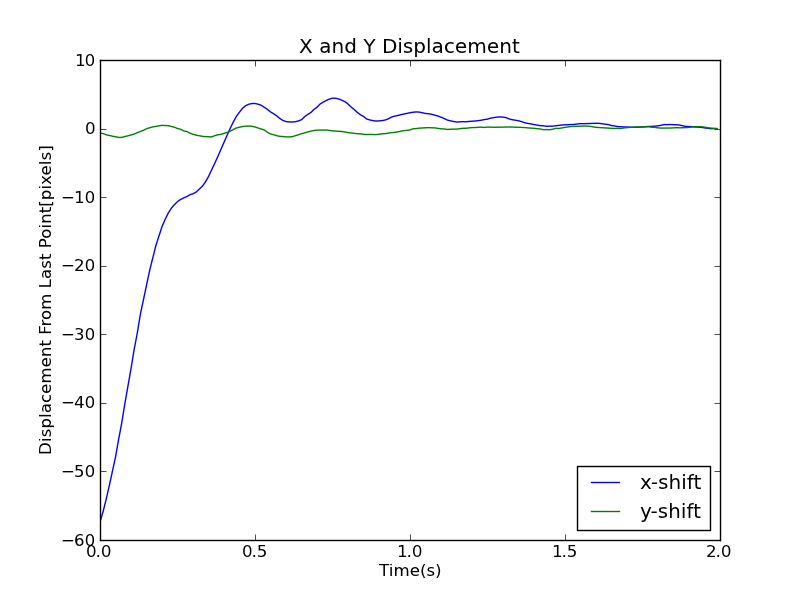 X and Y Displacement
10
0
−10
−20
−30
−40
−50
−60
Displacement From Last Point[pixels]
0.0 0.5 1.0 1.5 2.0
Time(s)
x-shift
y-shift